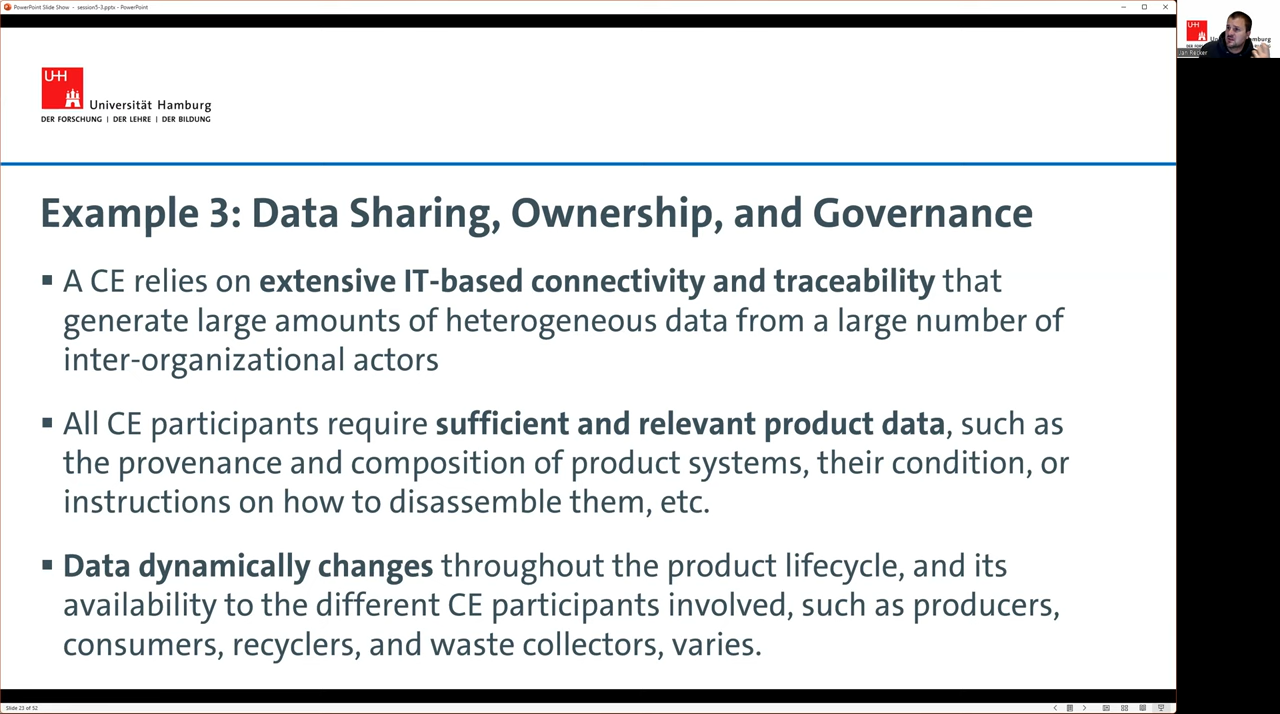 PowerPoint Slide Show - session5-3.pptx - PowerPoint
UHH
Universität Hamburg
DER FORSCHUNG | DER LEHRE | DER BILDUNG
Example 3: Data Sharing, Ownership, and Governance
▪ A CE relies on extensive IT-based connectivity and traceability that
generate large amounts of heterogeneous data from a large number of
inter-organizational actors
▪ All CE participants require sufficient and relevant product data, such as
the provenance and composition of product systems, their condition, or
instructions on how to disassemble them, etc.
▪ Data dynamically changes throughout the product lifecycle, and its
availability to the different CE participants involved, such as producers,
consumers, recyclers, and waste collectors, varies.
Slide 23 of 52
UHH
Jan Recker